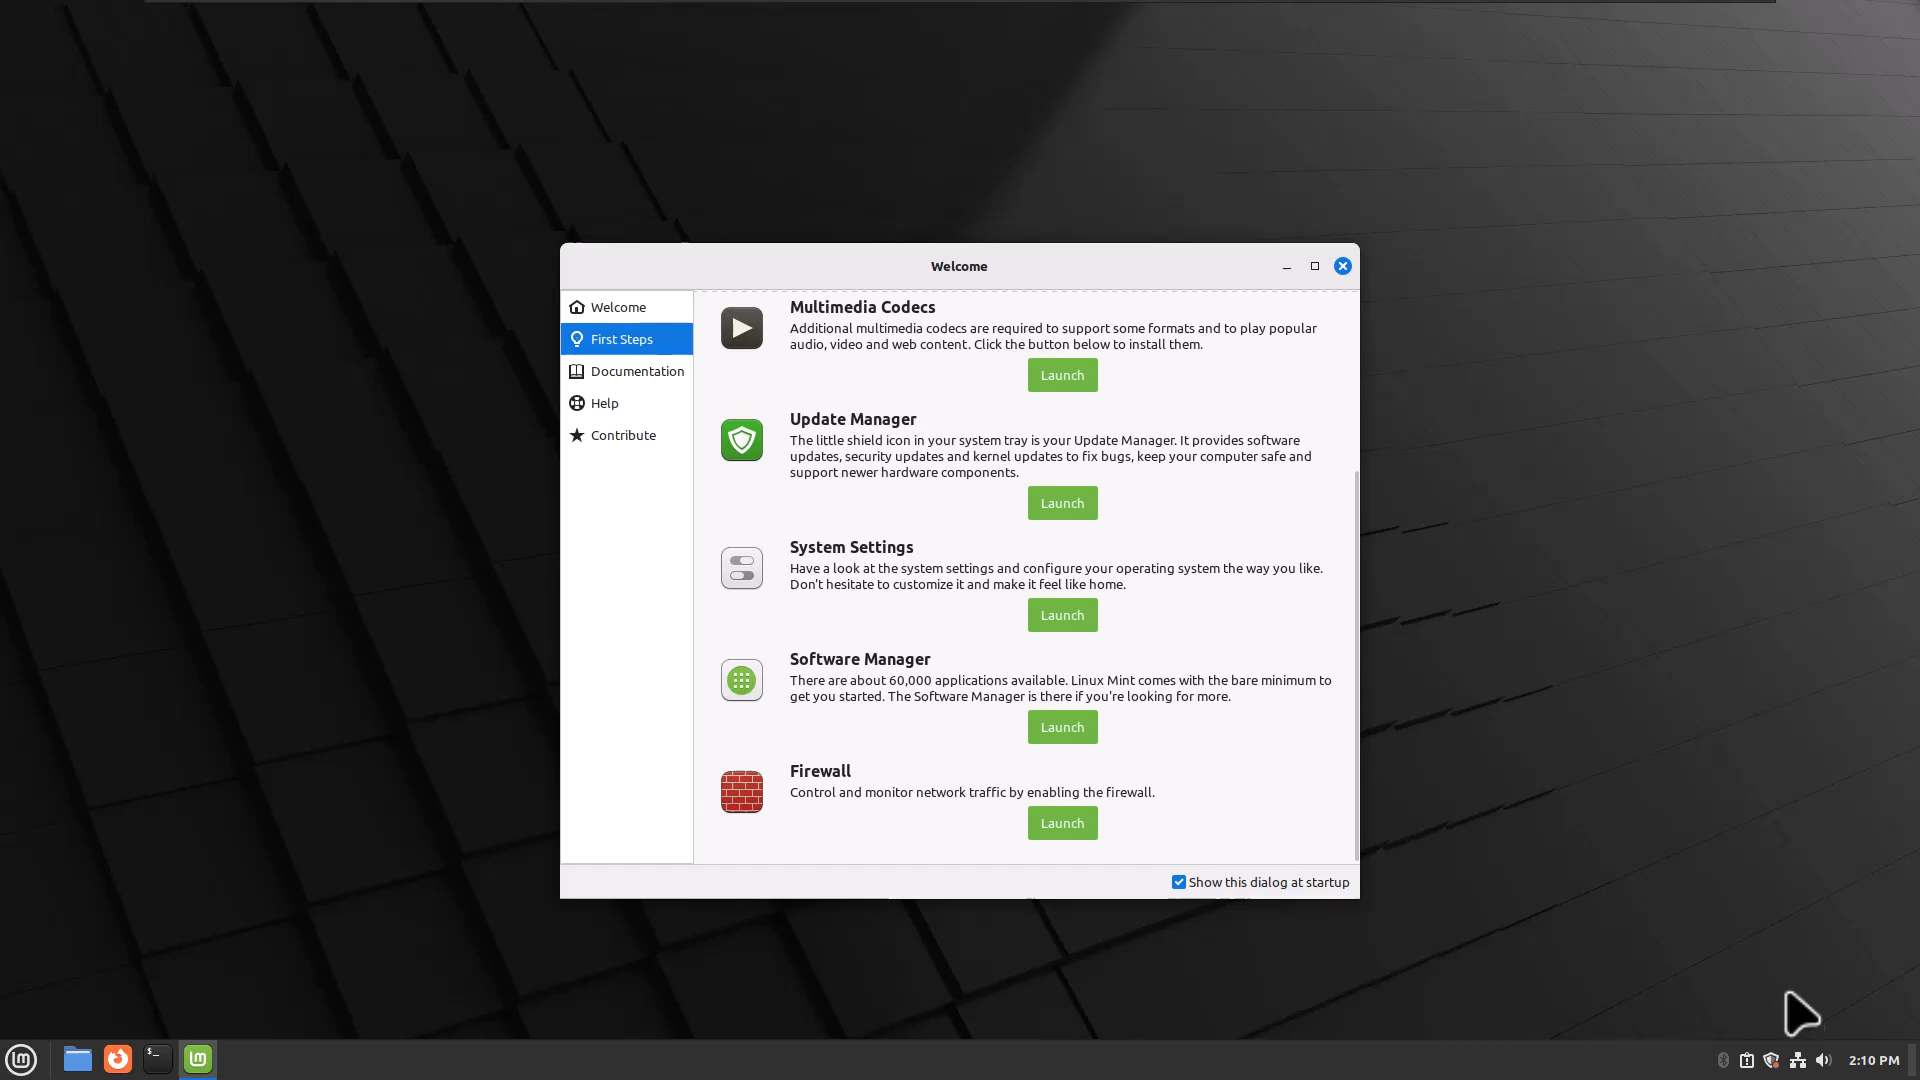 Welcome
Welcome
First Steps
Documentation
Help
Contribute
Multimedia Codecs
Additional multimedia codecs are required to support some formats and to play popular
audio, video and web content. Click the button below to install them.
Launch
Update Manager
The little shield icon in your system tray is your Update Manager. It provides software
updates, security updates and kernel updates to fix bugs, keep your computer safe and
support newer hardware components.
Launch
System Settings
Have a look at the system settings and configure your operating system the way you like.
Don't hesitate to customize it and make it feel like home.
Launch
Software Manager
There are about 60,000 applications available. Linux Mint comes with the bare minimum to
get you started. The Software Manager is there if you're looking for more.
Launch
Firewall
Control and monitor network traffic by enabling the firewall.
Launch
Show this dialog at startup
$_
2:10 PM